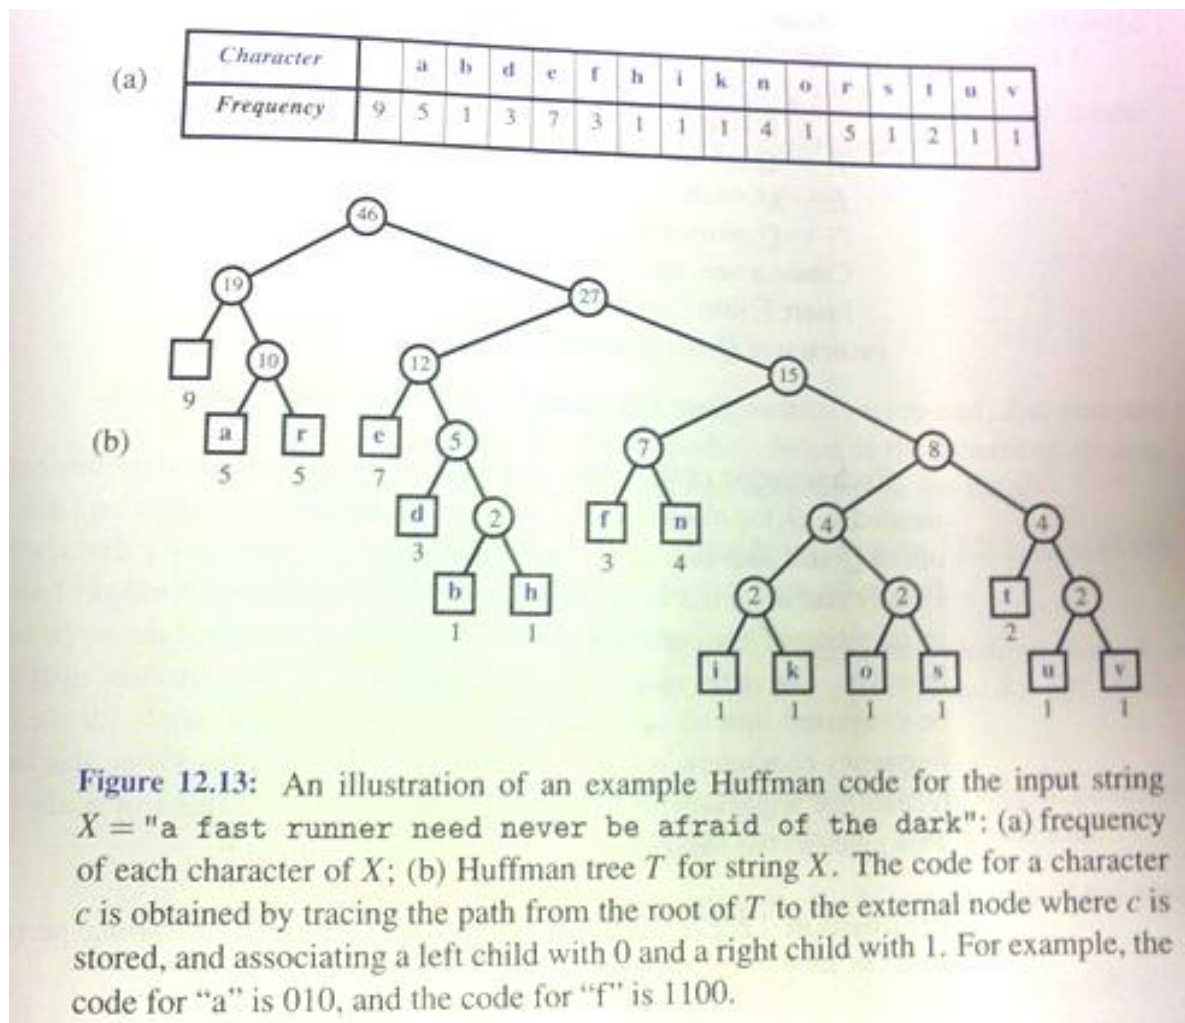 (a)
Character a b d e f h i k n o r s t u v
Frequency 9 5 1 3 7 3 1 1 1 4 1 5 1 2 1 1
46
19
27
10
12
15
9
(b)
a r e 5 7 8
5 5 7
d 2 f n 4 4
3 3 4
b h 2 2 t 2
1 1 2
i k o s u v
1 1 1 1 1 1
Figure 12.13: An illustration of an example Huffman code for the input string
X = "a fast runner need never be afraid of the dark": (a) frequency
of each character of X; (b) Huffman tree T for string X. The code for a character
c is obtained by tracing the path from the root of T to the external node where c is
stored, and associating a left child with 0 and a right child with 1. For example, the
code for “a” is 010, and the code for “f” is 1100.